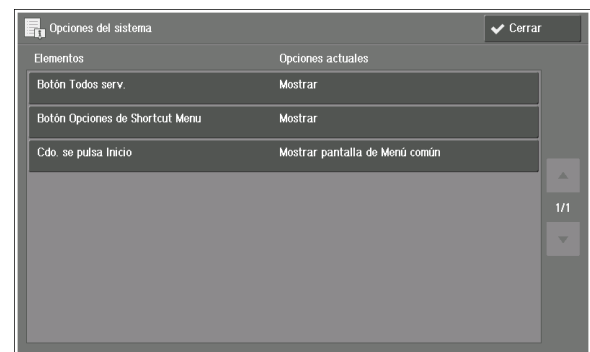 Opciones del sistema
Cerrar
Elementos Opciones actuales
Botón Todos serv. Mostrar
Botón Opciones de Shortcut Menu Mostrar
Cdo. se pulsa Inicio Mostrar pantalla de Menú común
1/1